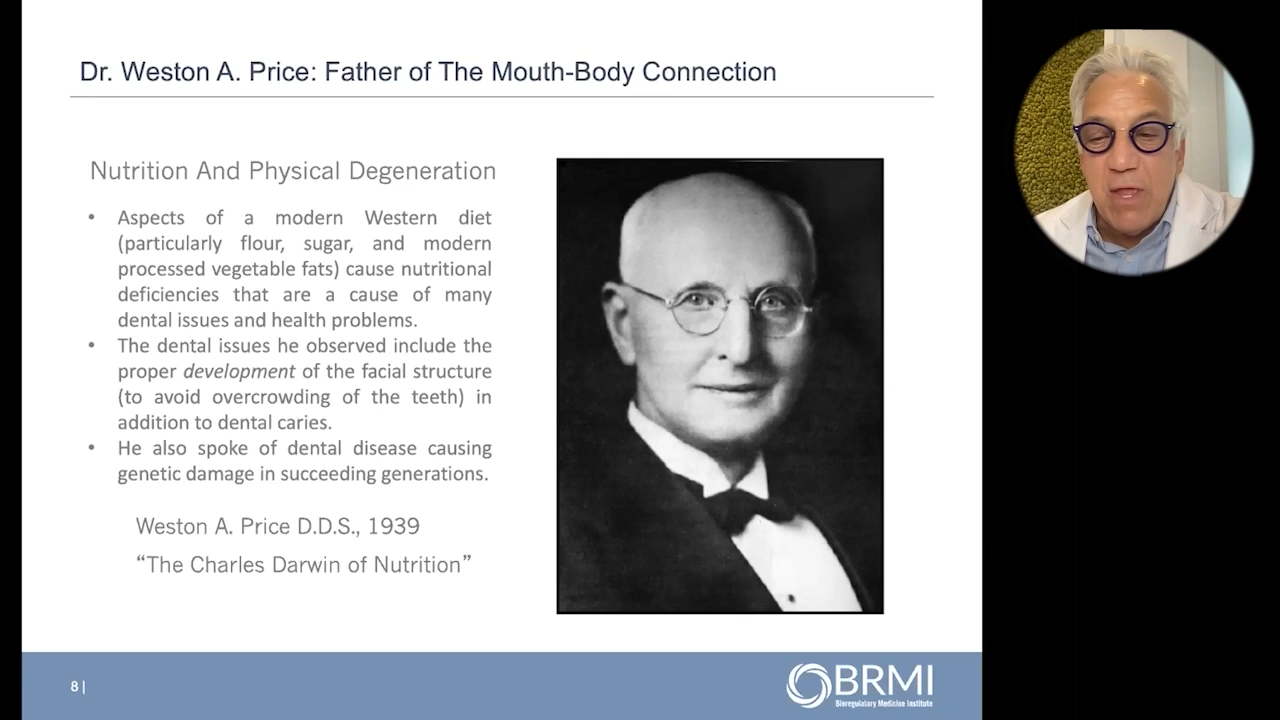 Dr. Weston A. Price: Father of The Mouth-Body Connection
Nutrition And Physical Degeneration
• Aspects of a modern Western diet
(particularly flour, sugar, and modern
processed vegetable fats) cause nutritional
deficiencies that are a cause of many
dental issues and health problems.
• The dental issues he observed include the
proper development of the facial structure
(to avoid overcrowding of the teeth) in
addition to dental caries.
• He also spoke of dental disease causing
genetic damage in succeeding generations.
Weston A. Price D.D.S., 1939
“The Charles Darwin of Nutrition”
8 |
BRMI
Bioregulatory Medicine Institute